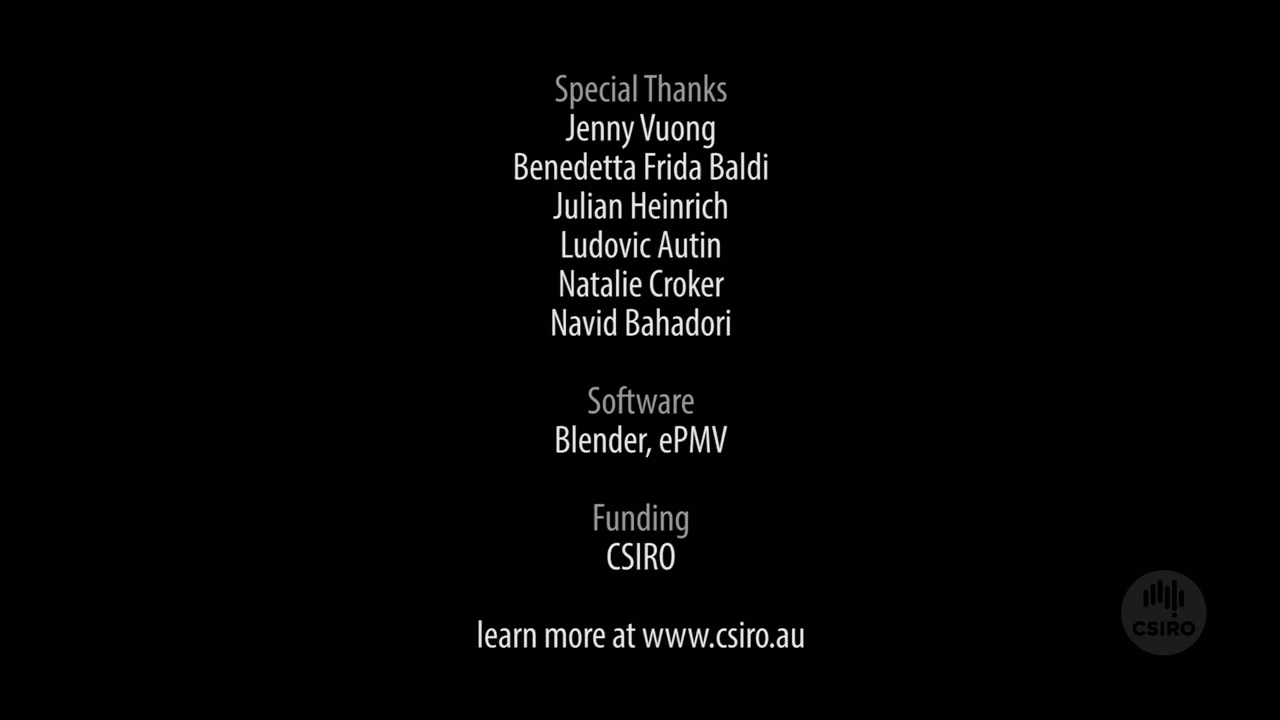 Special Thanks
Jenny Vuong
Benedetta Frida Baldi
Julian Heinrich
Ludovic Autin
Natalie Croker
Navid Bahadori
Software
Blender, ePMV
Funding
CSIRO
learn more at www.csiro.au
CSIRO